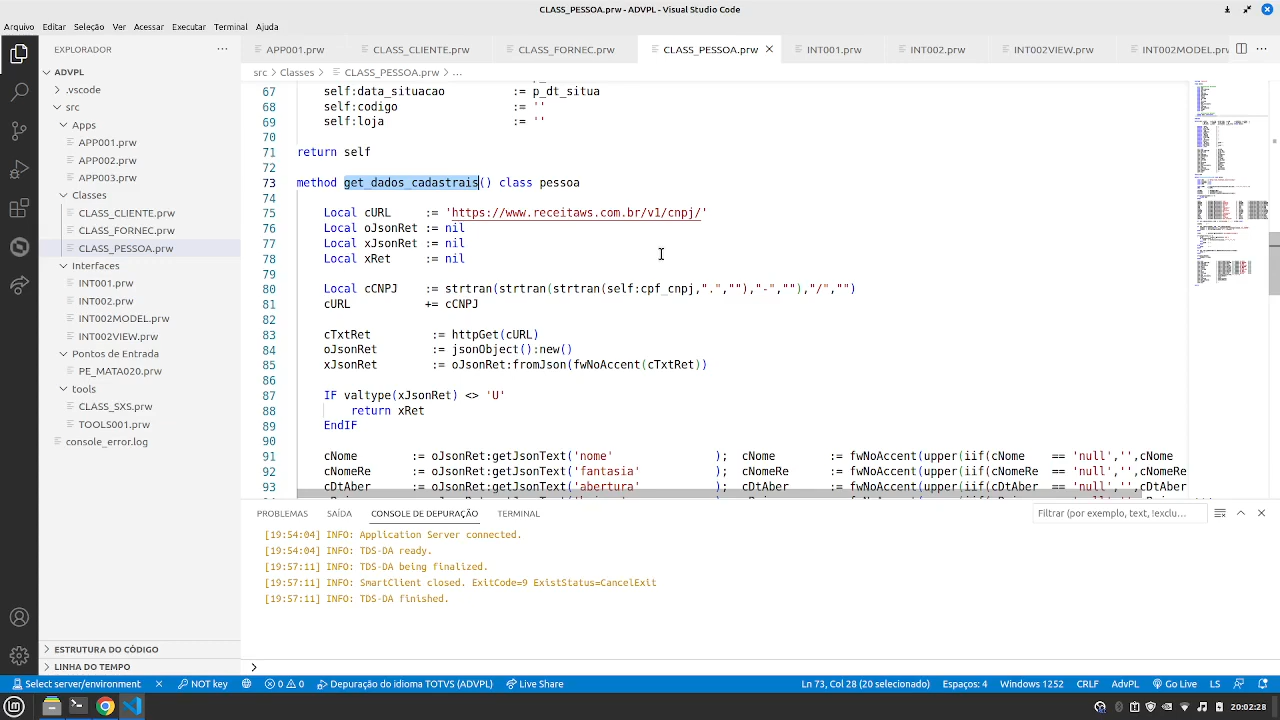 CLASS_PESSOA.prw - ADVPL - Visual Studio Code
Arquivo Editar Seleção Ver Acessar Executar Terminal Ajuda
EXPLORADOR
ADVPL
.vscode
src
Apps
APP001.prw
APP002.prw
APP003.prw
Classes
CLASS_CLIENTE.prw
CLASS_FORNEC.prw
CLASS_PESSOA.prw
Interfaces
INT001.prw
INT002.prw
INT002MODEL.prw
INT002VIEW.prw
Pontos de Entrada
PE_MATA020.prw
tools
CLASS_SXS.prw
TOOLS001.prw
console_error.log
ESTRUTURA DO CÓDIGO
LINHA DO TEMPO
APP001.prw CLASS_CLIENTE.prw CLASS_FORNEC.prw CLASS_PESSOA.prw INT001.prw INT002.prw INT002VIEW.prw INT002MODEL.prw
src > Classes > CLASS_PESSOA.prw > ...
67 self:data_situacao := p_dt_situa
68 self:codigo := ''
69 self:loja := ''
70
71 return self
72
73 method get_dados_cadastrais() class pessoa
74
75 Local cURL := 'https://www.receitaws.com.br/v1/cnpj/'
76 Local oJsonRet := nil
77 Local xJsonRet := nil
78 Local xRet := nil
79
80 Local cCNPJ := strtran(strtran(strtran(self:cpf_cnpj,".",""),"-",""),"/","")
81 cURL += cCNPJ
82
83 cTxtRet := httpGet(cURL)
84 oJsonRet := jsonObject():new()
85 xJsonRet := oJsonRet:fromJson(fwNoAccent(cTxtRet))
86
87 IF valtype(xJsonRet) <> 'U'
88 return xRet
89 EndIF
90
91 cNome := oJsonRet:getJsonText('nome' ); cNome := fwNoAccent(upper(iif(cNome == 'null','',cNome
92 cNomeRe := oJsonRet:getJsonText('fantasia' ); cNomeRe := fwNoAccent(upper(iif(cNomeRe == 'null','',cNomeRe
93 cDtAber := oJsonRet:getJsonText('abertura' ); cDtAber := fwNoAccent(upper(iif(cDtAber == 'null','',cDtAber
PROBLEMAS SAÍDA CONSOLE DE DEPURAÇÃO TERMINAL Filtrar (por exemplo, text, !exclu...
[19:54:04] INFO: Application Server connected.
[19:54:04] INFO: TDS-DA ready.
[19:57:11] INFO: TDS-DA being finalized.
[19:57:11] INFO: SmartClient closed. ExitCode=9 ExistStatus=CancelExit
[19:57:11] INFO: TDS-DA finished.
Select server/environment NOT key 0 0 Depuração do idioma TOTVS (ADVPL) Live Share Ln 73, Col 28 (20 selecionado) Espaços: 4 Windows 1252 CRLF AdvPL Go Live LS
20:02:28